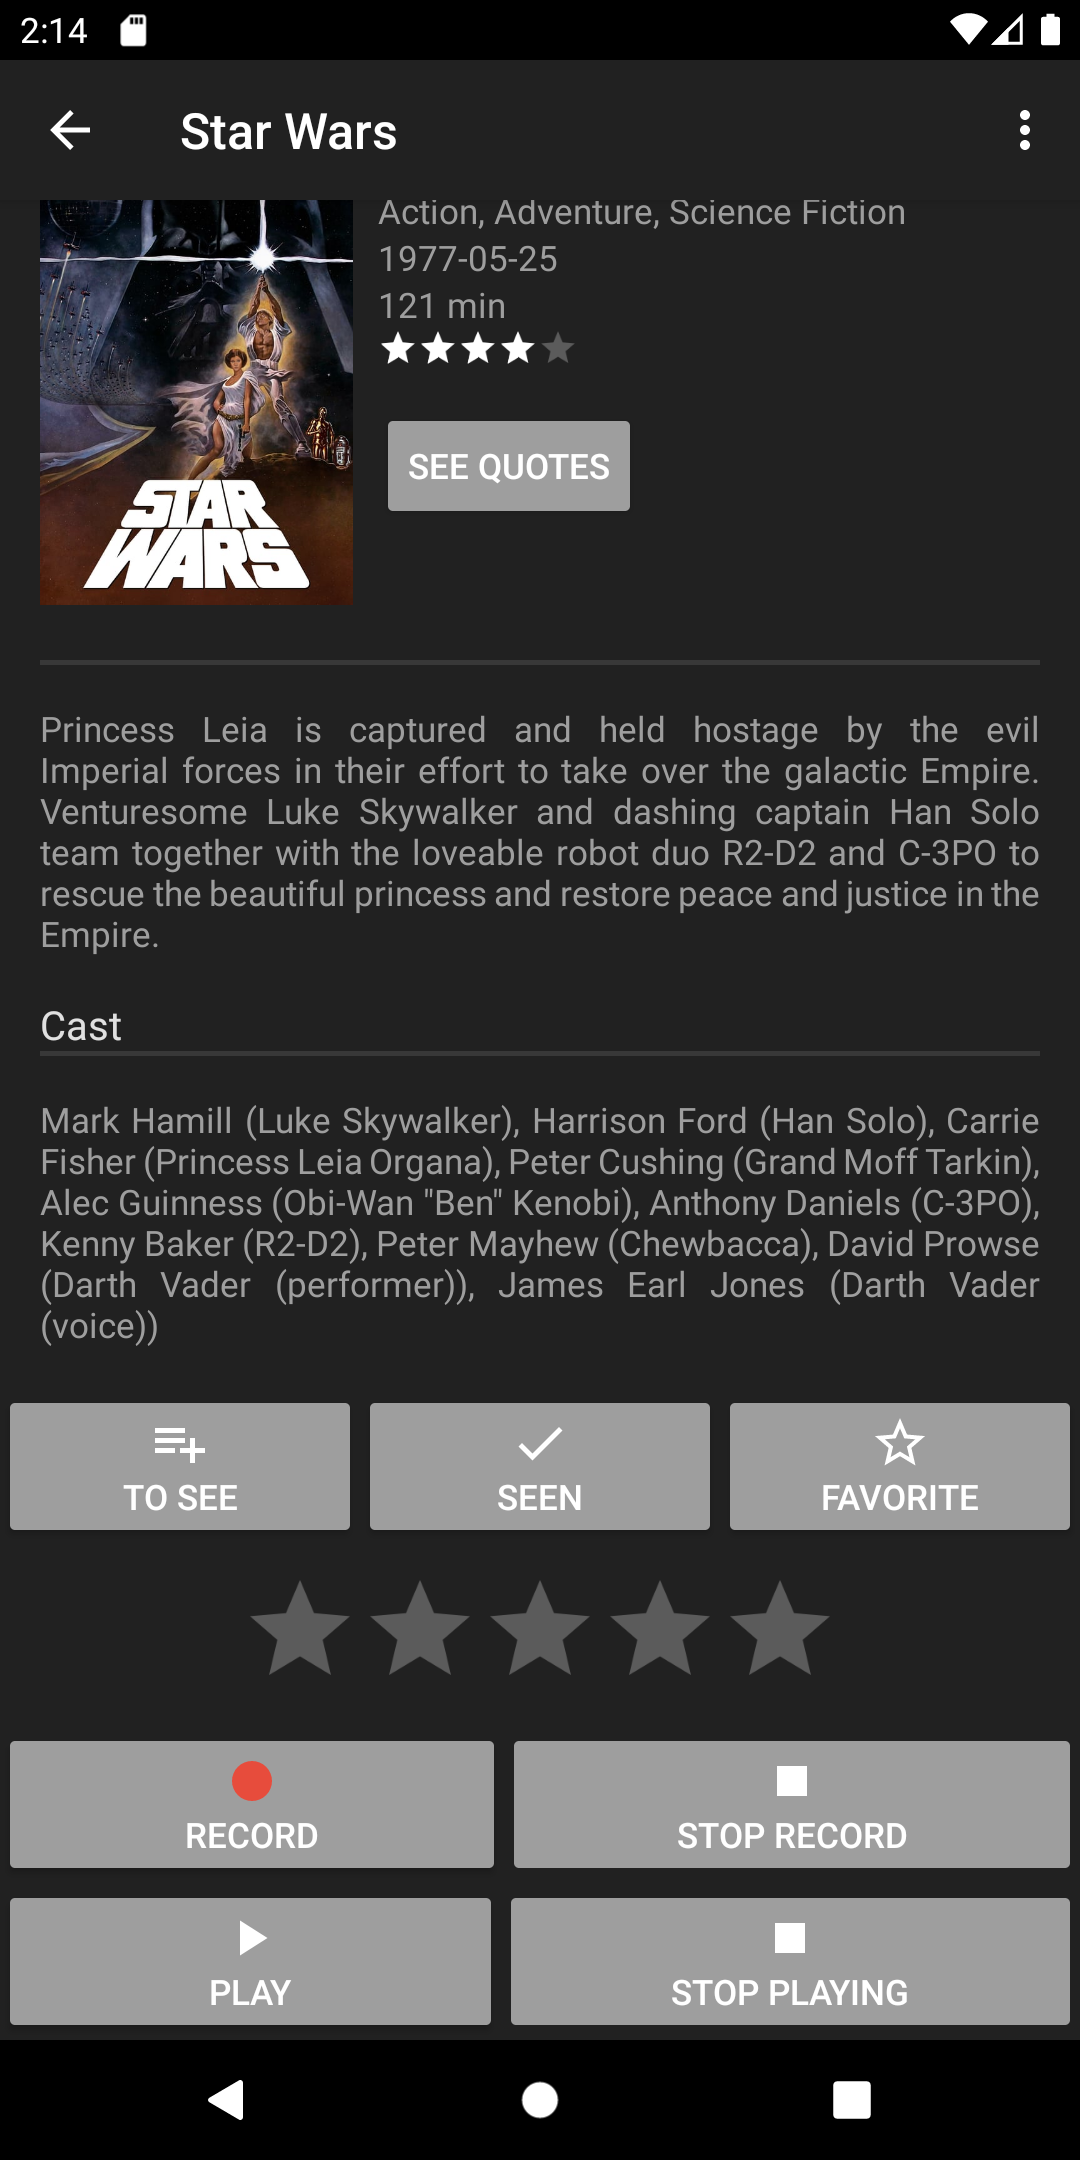 2:14
Star Wars
Action, Adventure, Science Fiction
1977-05-25
121 min
SEE QUOTES
STAR
WARS
Princess Leia is captured and held hostage by the evil
Imperial forces in their effort to take over the galactic Empire.
Venturesome Luke Skywalker and dashing captain Han Solo
team together with the loveable robot duo R2-D2 and C-3PO to
rescue the beautiful princess and restore peace and justice in the
Empire.
Cast
Mark Hamill (Luke Skywalker), Harrison Ford (Han Solo), Carrie
Fisher (Princess Leia Organa), Peter Cushing (Grand Moff Tarkin),
Alec Guinness (Obi-Wan "Ben" Kenobi), Anthony Daniels (C-3PO),
Kenny Baker (R2-D2), Peter Mayhew (Chewbacca), David Prowse
(Darth Vader (performer)), James Earl Jones (Darth Vader
(voice))
TO SEE
SEEN
FAVORITE
RECORD
STOP RECORD
PLAY
STOP PLAYING